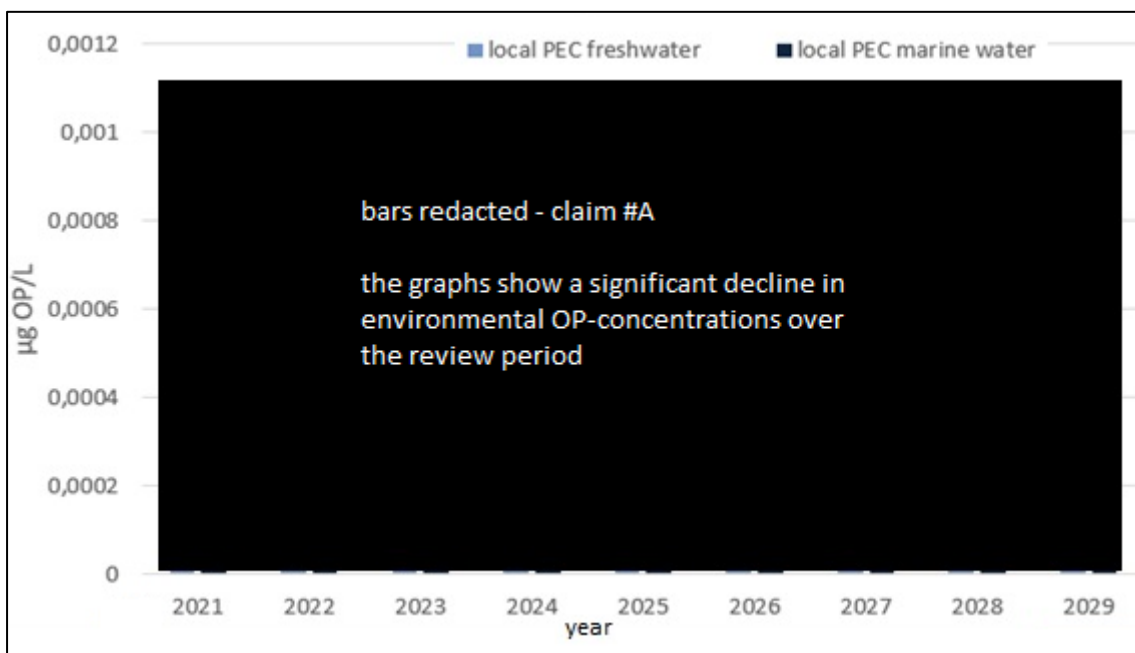 0,0012
local PEC freshwater local PEC marine water
0,001
0,0008
0,0006
0,0004
0,0002
0
µg OP/L
bars redacted - claim #A
the graphs show a significant decline in
environmental OP-concentrations over
the review period
2021 2022 2023 2024 2025 2026 2027 2028 2029
year